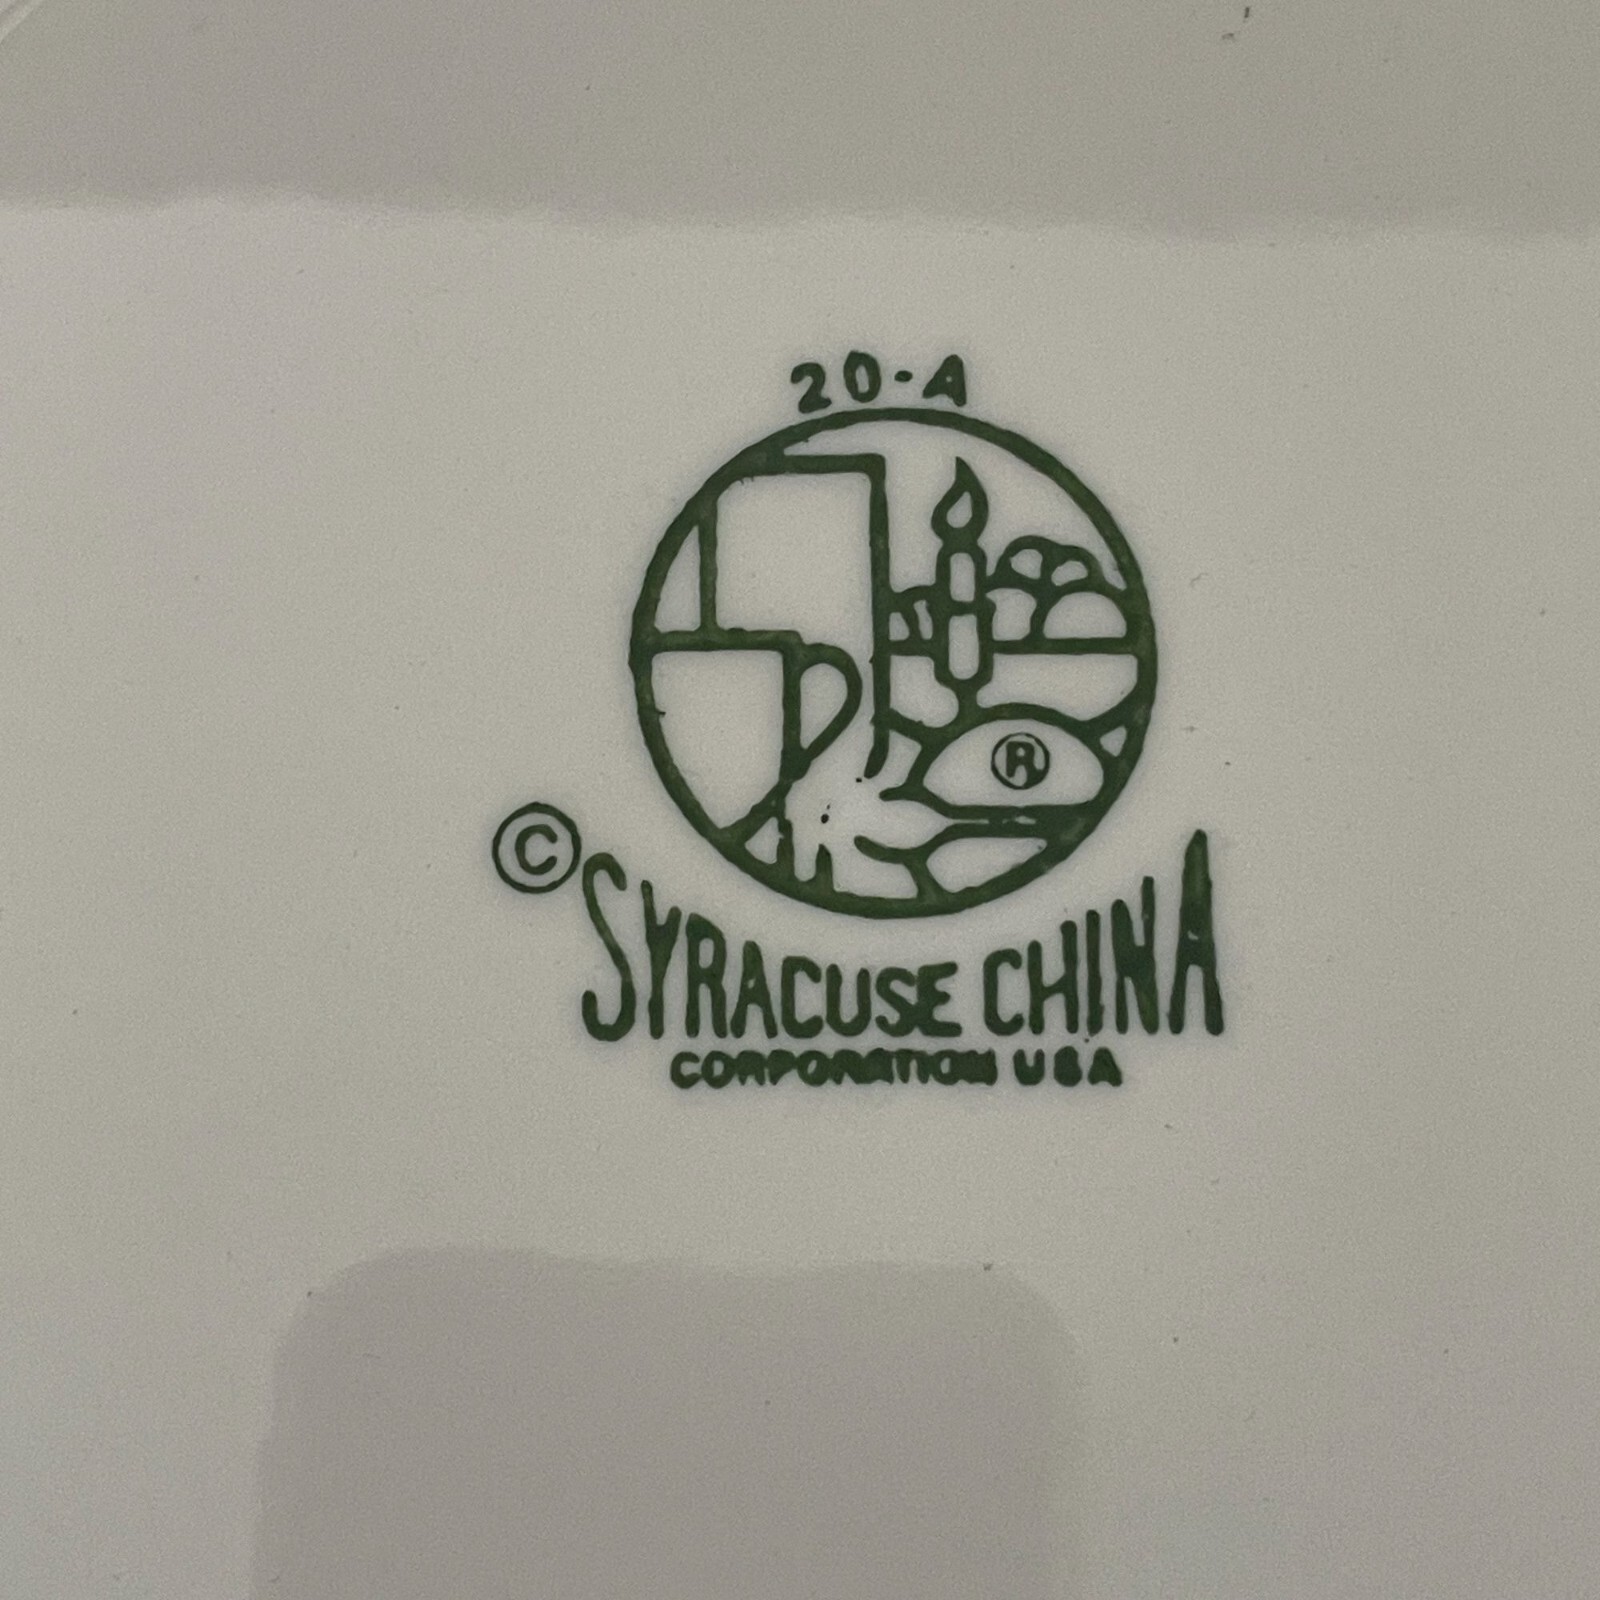 20-A
®
©
SYRACUSE CHINA
CORPORATION USA